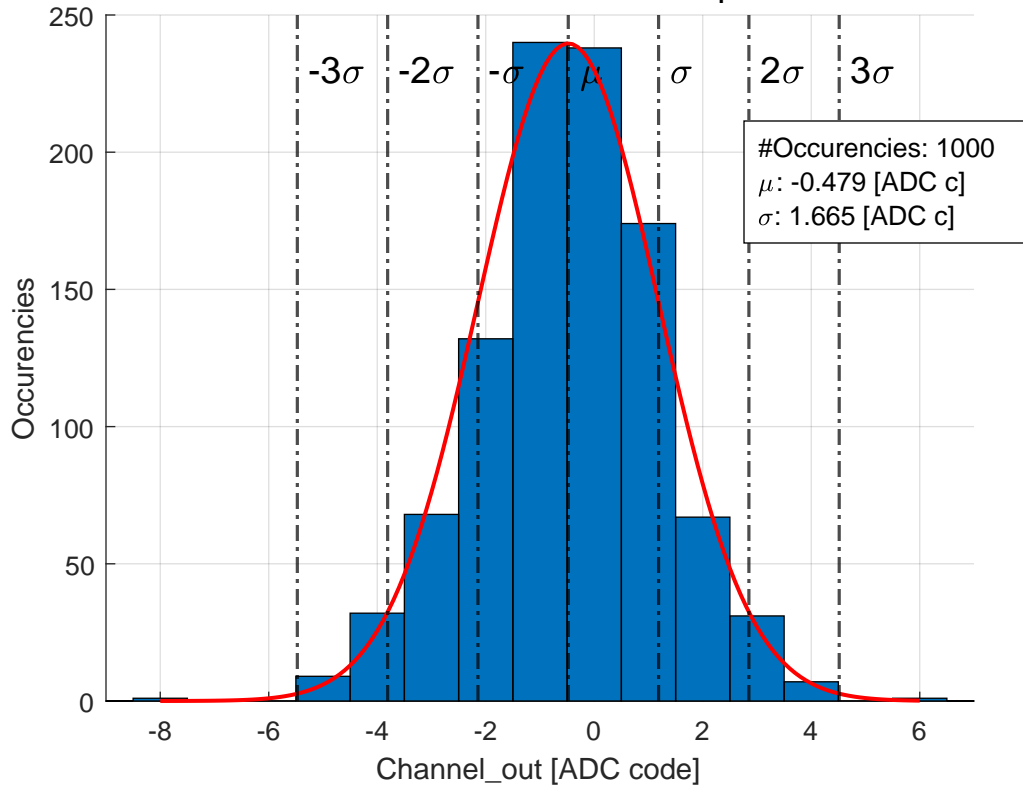 250
200
150
100
50
0
-3σ
-2σ
-σ
μ
σ
2σ
3σ
#Occurencies: 1000
μ: -0.479 [ADC c]
σ: 1.665 [ADC c]
Occurencies
-8
-6
-4
-2
0
2
4
6
Channel_out [ADC code]